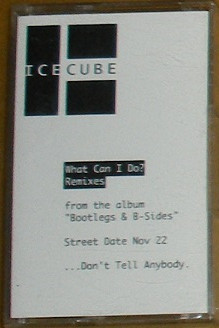 ICE CUBE
What Can I Do?
Remixes
from the album
"Bootlegs & B-Sides"
Street Date Nov 22
...Don't Tell Anybody.